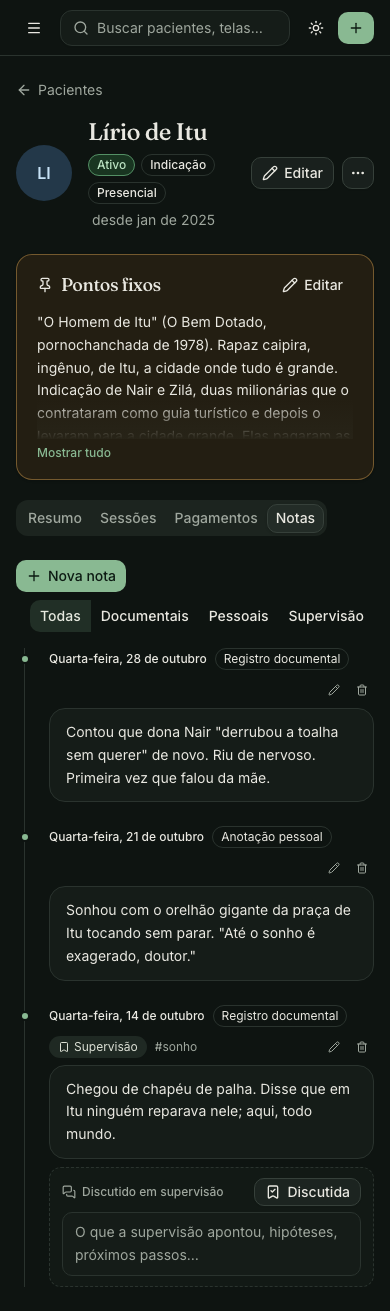 Buscar pacientes, telas...
Pacientes
Lírio de Itu
LI
Ativo
Indicação
Presencial
desde jan de 2025
Editar
Pontos fixos
Editar
"O Homem de Itu" (O Bem Dotado,
pornochanchada de 1978). Rapaz caipira,
ingênuo, de Itu, a cidade onde tudo é grande.
Indicação de Nair e Zilá, duas milionárias que o
contrataram como guia turístico e depois o
levaram para a cidade grande. Elas pagaram as
Mostrar tudo
Resumo Sessões Pagamentos Notas
Nova nota
Todas Documentais Pessoais Supervisão
Quarta-feira, 28 de outubro Registro documental
Contou que dona Nair "derrubou a toalha
sem querer" de novo. Riu de nervoso.
Primeira vez que falou da mãe.
Quarta-feira, 21 de outubro Anotação pessoal
Sonhou com o orelhão gigante da praça de
Itu tocando sem parar. "Até o sonho é
exagerado, doutor."
Quarta-feira, 14 de outubro Registro documental
Supervisão #sonho
Chegou de chapéu de palha. Disse que em
Itu ninguém reparava nele; aqui, todo
mundo.
Discutido em supervisão Discutida
O que a supervisão apontou, hipóteses,
próximos passos...